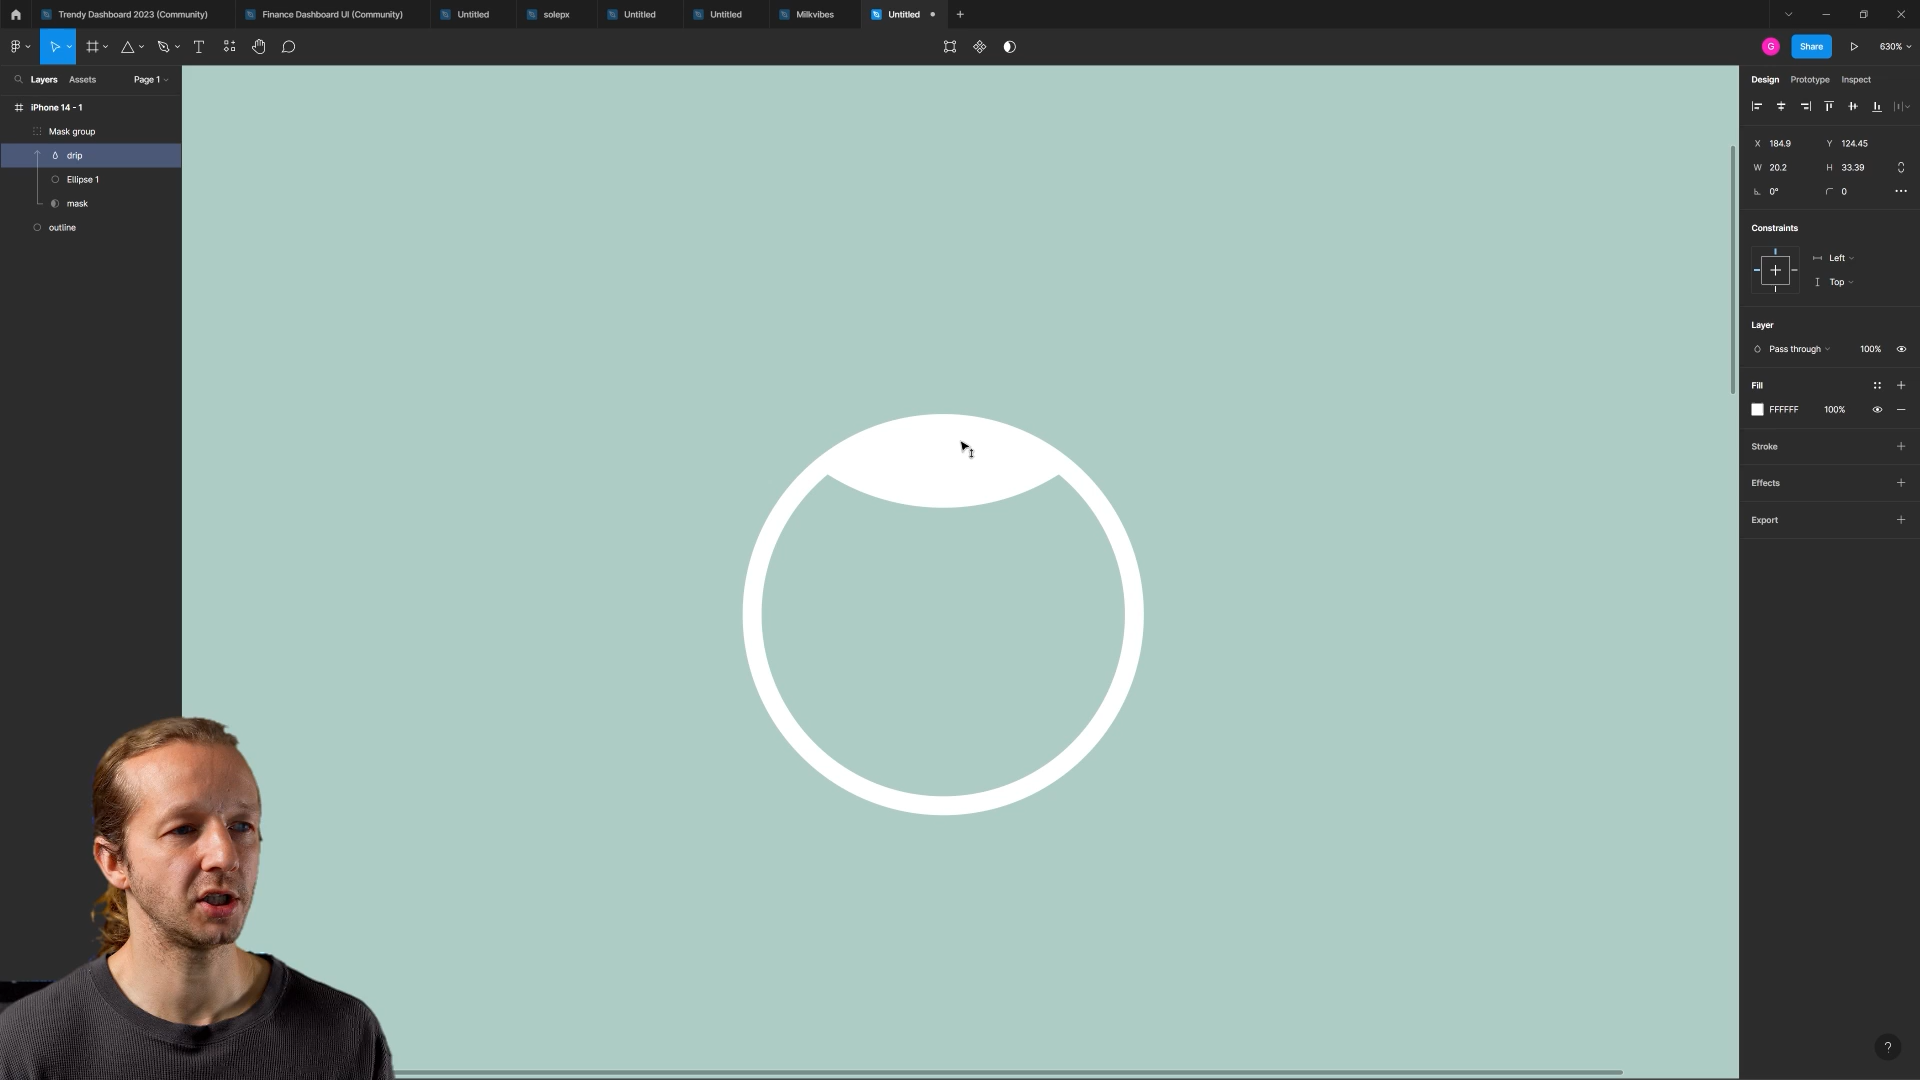 Trendy Dashboard 2023 (Community) Finance Dashboard UI (Community) Untitled solepx Untitled Untitled Milkvibes Untitled
G Share 630%
Layers Assets Page 1
Design Prototype Inspect
iPhone 14 - 1
Mask group
drip
Ellipse 1
mask
outline
X 184.9 Y 124.45
W 20.2 H 33.39
0° 0
Constraints
Left
Top
Layer
Pass through 100%
Fill
FFFFFF 100%
Stroke
Effects
Export
?